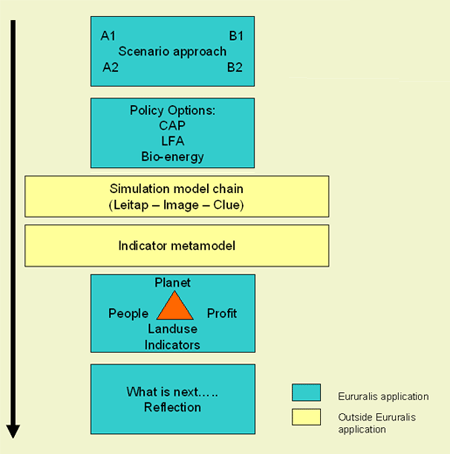 A1 B1
Scenario approach
A2 B2
Policy Options:
CAP
LFA
Bio-energy
Simulation model chain
(Leitap – Image – Clue)
Indicator metamodel
Planet
People Profit
Landuse
Indicators
What is next.....
Reflection
Eururalis application
Outside Eururalis
application